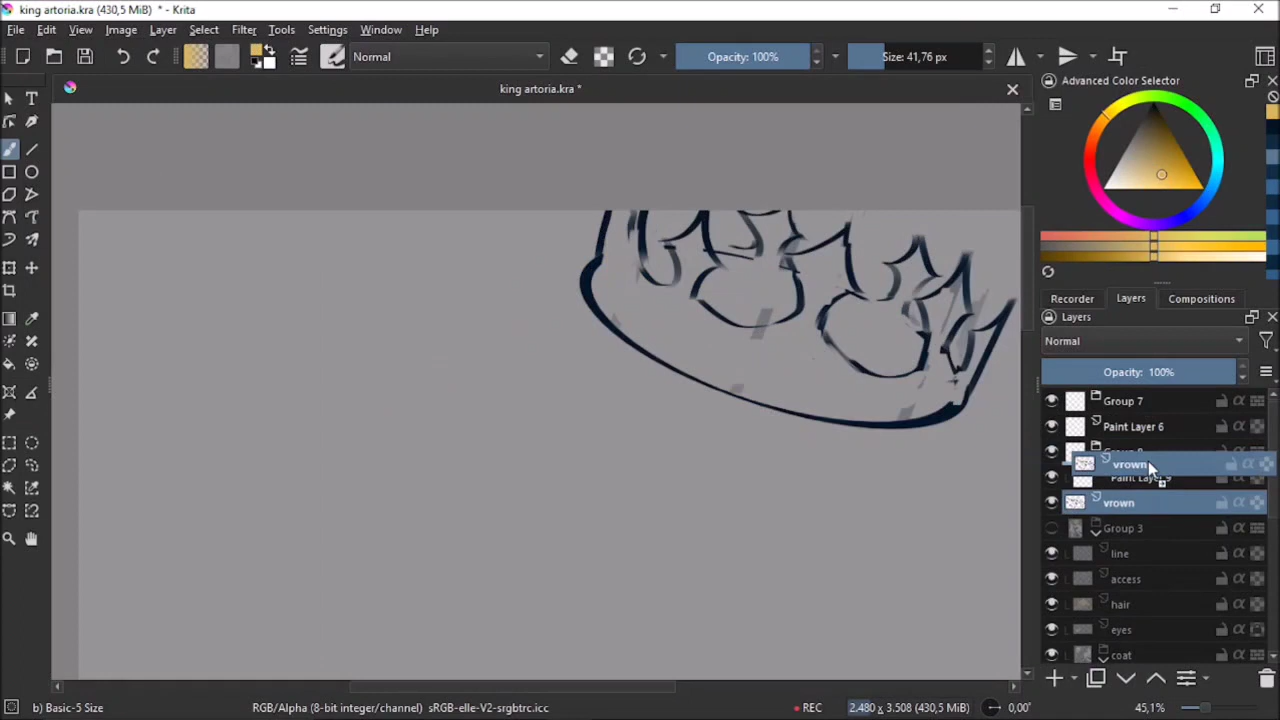 king artoria.kra (430,5 MiB) * - Krita
File Edit View Image Layer Select Filter Tools Settings Window Help
Normal
Opacity: 100%
Size: 41,76 px
king artoria.kra *
Advanced Color Selector
Recorder Layers Compositions
Layers
Normal
Opacity: 100%
Group 7
Paint Layer 6
vrown
Paint Layer 9
vrown
Group 3
line
access
hair
eyes
coat
b) Basic-5 Size
RGB/Alpha (8-bit integer/channel) sRGB-elle-V2-srgbtrc.icc
REC
2.480 x 3.508 (430,5 MiB)
0,00°
45,1%